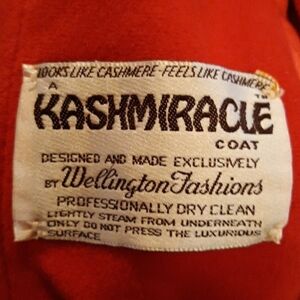 LOOKS LIKE CASHMERE-FEELS LIKE CASHMERE
A
KASHMIRACLE™
COAT
DESIGNED AND MADE EXCLUSIVELY
BY Wellington Fashions
PROFESSIONALLY DRY CLEAN
LIGHTLY STEAM FROM UNDERNEATH
ONLY DO NOT PRESS THE LUXURIOUS
SURFACE